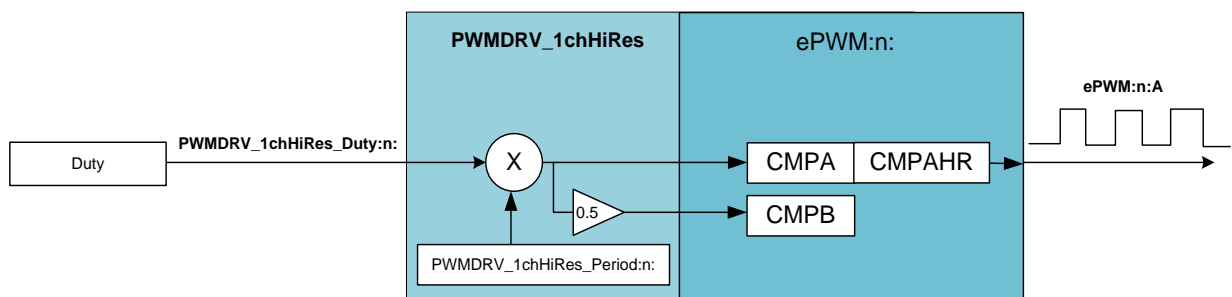 PWMDRV_1chHiRes
ePWM:n:
ePWM:n:A
PWMDRV_1chHiRes_Duty:n:
Duty
X
CMPA
CMPAHR
0.5
CMPB
PWMDRV_1chHiRes_Period:n: